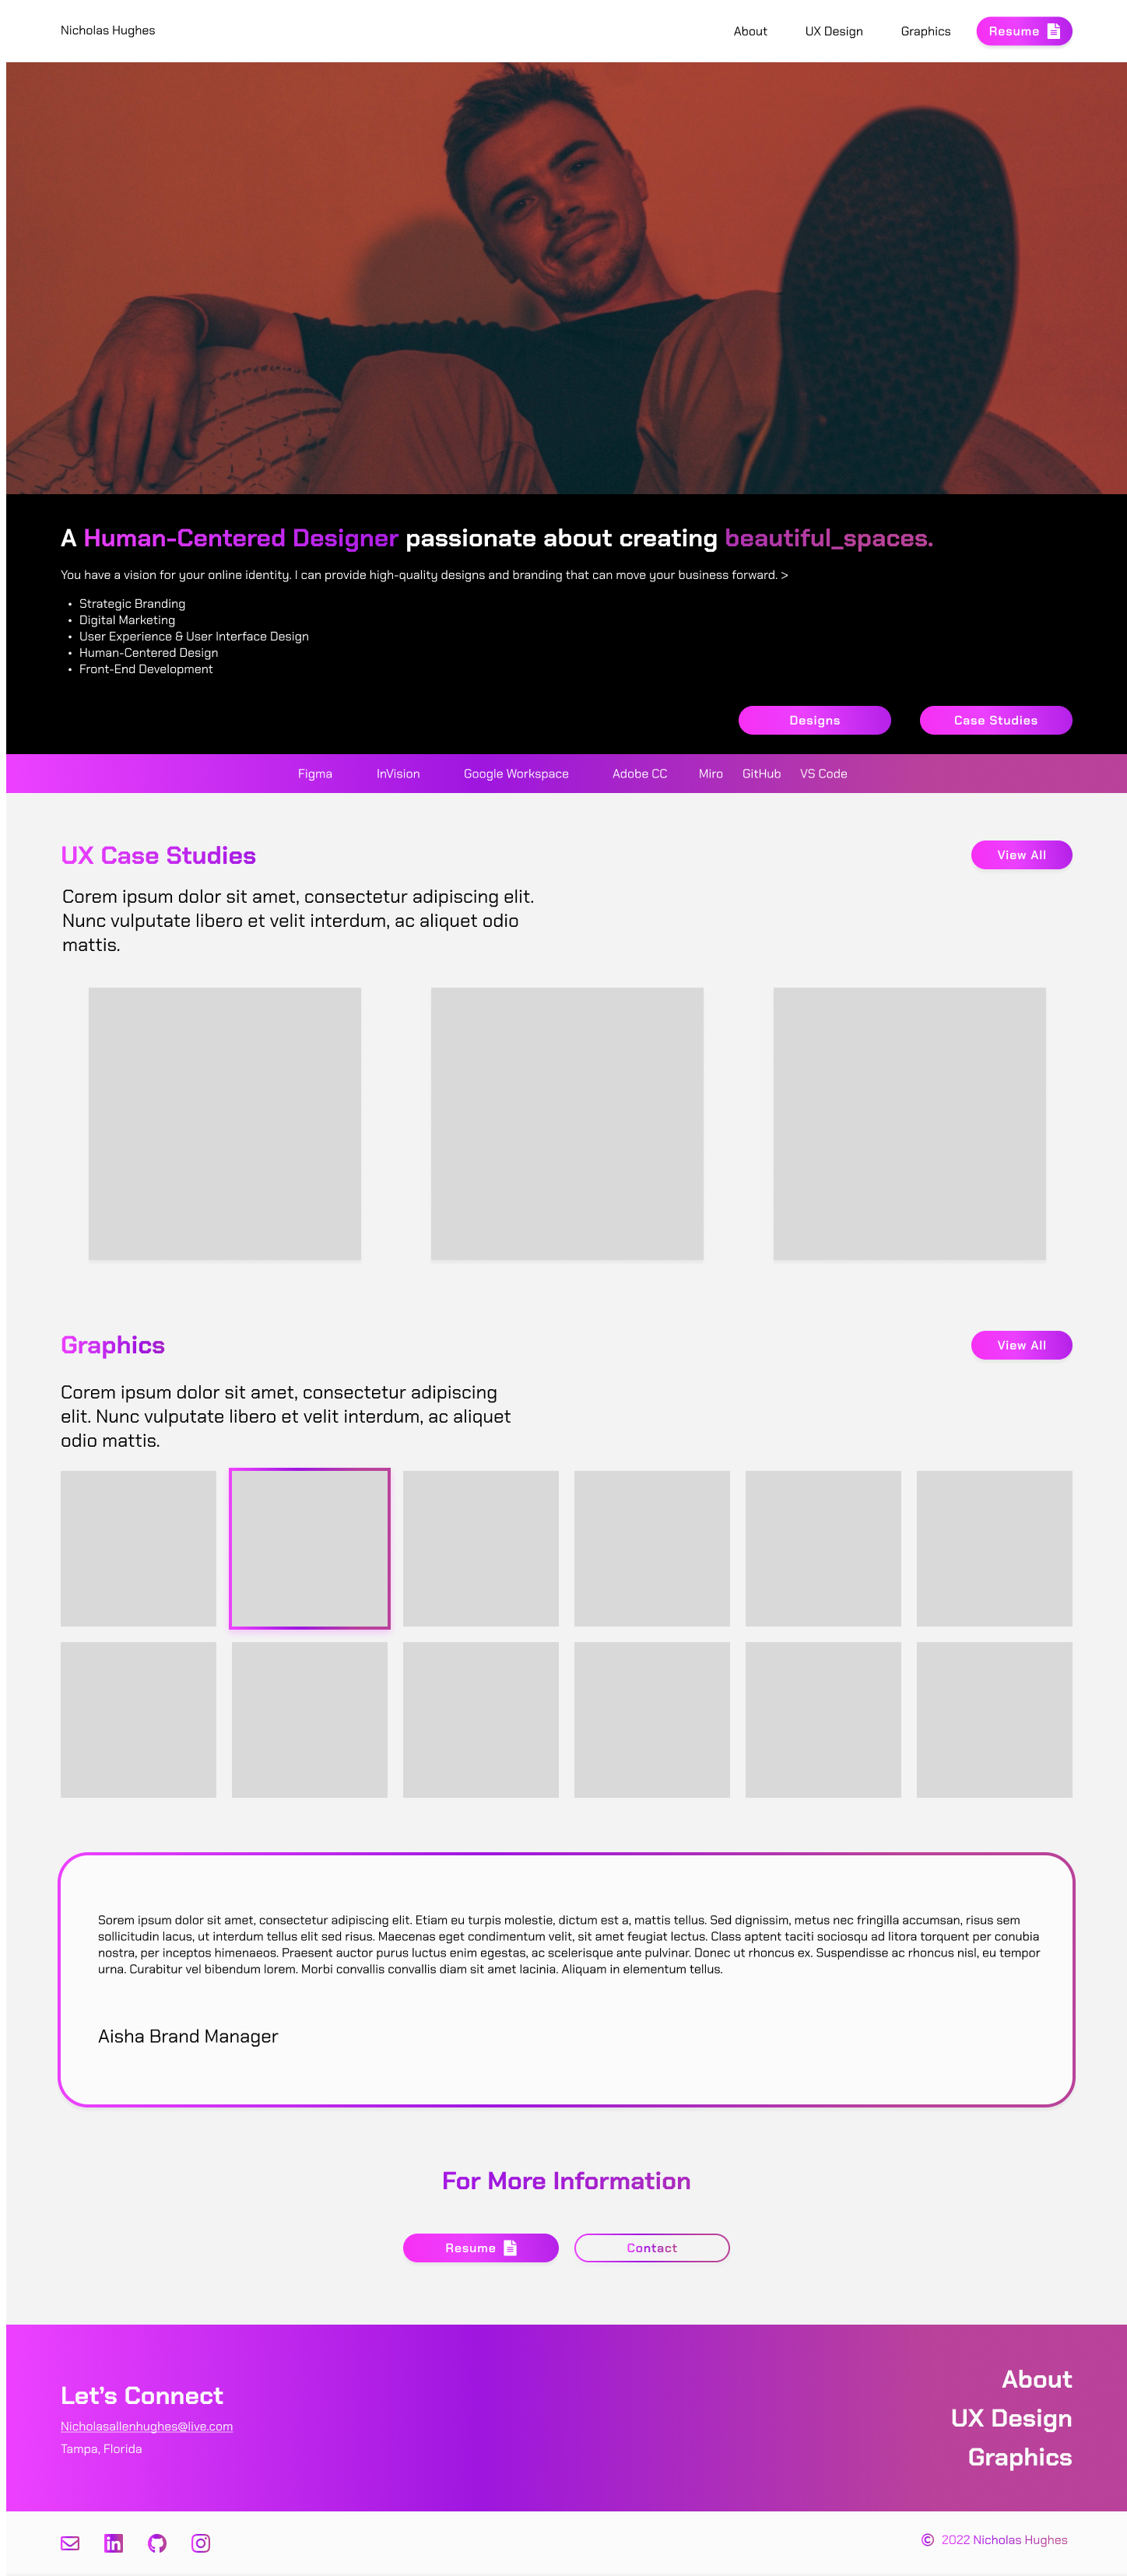 Nicholas Hughes
About UX Design Graphics Resume
A Human-Centered Designer passionate about creating beautiful_spaces.
You have a vision for your online identity. I can provide high-quality designs and branding that can move your business forward. >
• Strategic Branding
• Digital Marketing
• User Experience & User Interface Design
• Human-Centered Design
• Front-End Development
Designs Case Studies
Figma InVision Google Workspace Adobe CC Miro GitHub VS Code
UX Case Studies
View All
Corem ipsum dolor sit amet, consectetur adipiscing elit.
Nunc vulputate libero et velit interdum, ac aliquet odio
mattis.
Graphics
View All
Corem ipsum dolor sit amet, consectetur adipiscing
elit. Nunc vulputate libero et velit interdum, ac aliquet
odio mattis.
Sorem ipsum dolor sit amet, consectetur adipiscing elit. Etiam eu turpis molestie, dictum est a, mattis tellus. Sed dignissim, metus nec fringilla accumsan, risus sem
sollicitudin lacus, ut interdum tellus elit sed risus. Maecenas eget condimentum velit, sit amet feugiat lectus. Class aptent taciti sociosqu ad litora torquent per conubia
nostra, per inceptos himenaeos. Praesent auctor purus luctus enim egestas, ac scelerisque ante pulvinar. Donec ut rhoncus ex. Suspendisse ac rhoncus nisl, eu tempor
urna. Curabitur vel bibendum lorem. Morbi convallis convallis diam sit amet lacinia. Aliquam in elementum tellus.
Aisha Brand Manager
For More Information
Resume Contact
Let’s Connect
Nicholasallenhughes@live.com
Tampa, Florida
About
UX Design
Graphics
© 2022 Nicholas Hughes